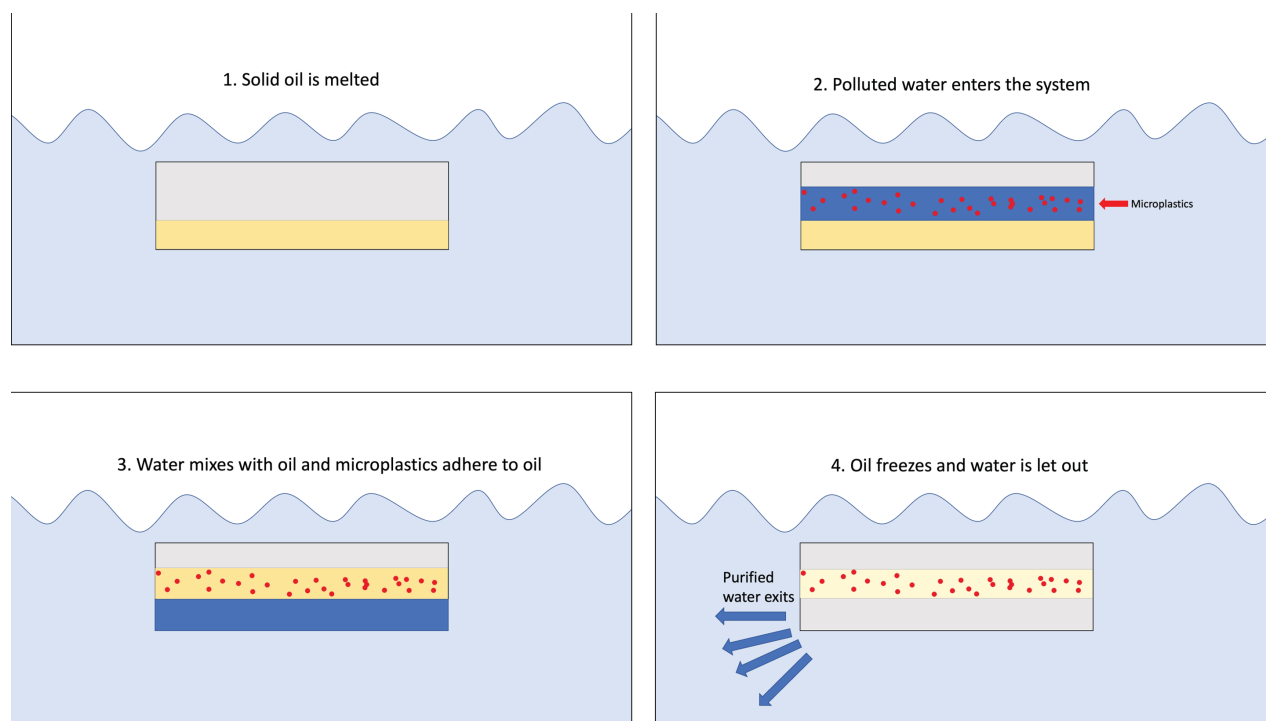 1. Solid oil is melted
2. Polluted water enters the system
Microplastics
3. Water mixes with oil and microplastics adhere to oil
4. Oil freezes and water is let out
Purified
water exits